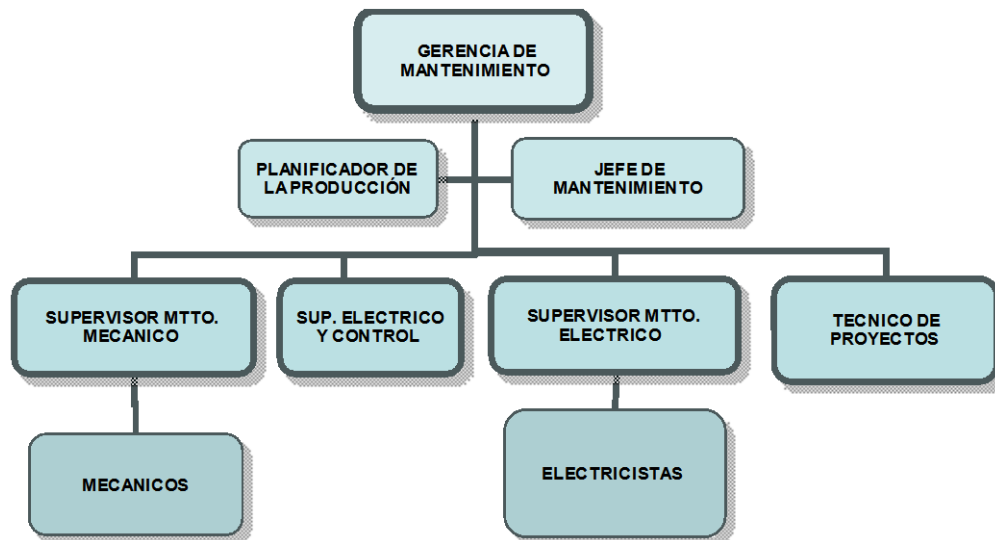 GERENCIA DE
MANTENIMIENTO
PLANIFICADOR DE
LA PRODUCCIÓN
JEFE DE
MANTENIMIENTO
SUPERVISOR MTTO.
MECANICO
SUP. ELECTRICO
Y CONTROL
SUPERVISOR MTTO.
ELECTRICO
TECNICO DE
PROYECTOS
MECANICOS
ELECTRICISTAS